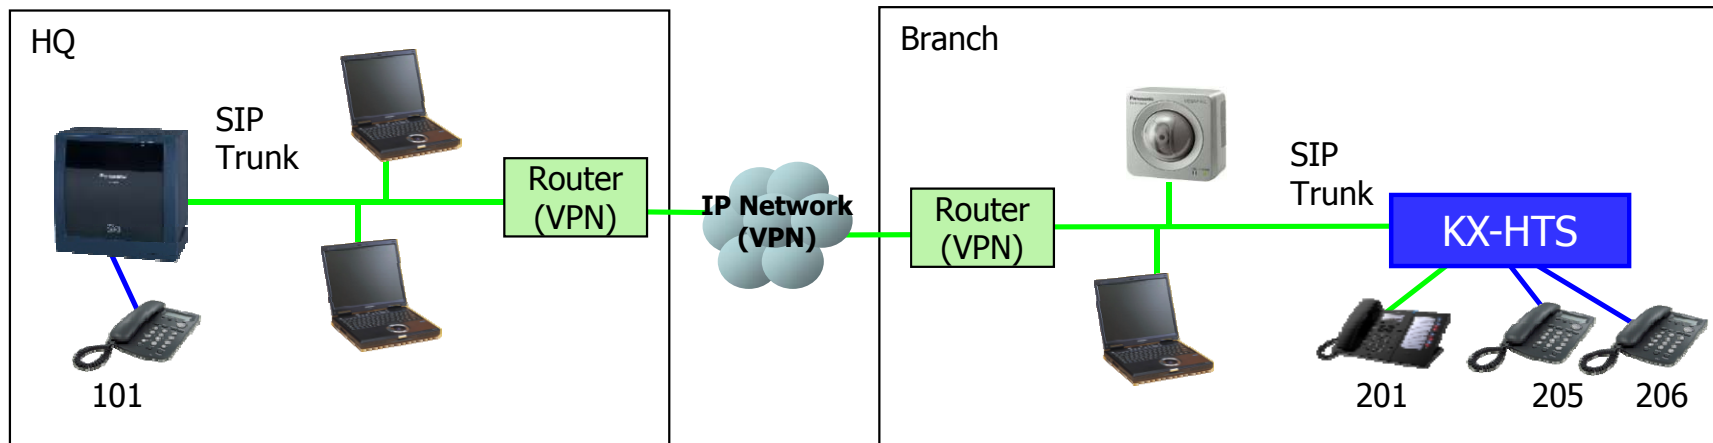 HQ
SIP
Trunk
Router
(VPN)
101
IP Network
(VPN)
Branch
Panasonic
SIP
Trunk
Router
(VPN)
KX-HTS
201
205
206